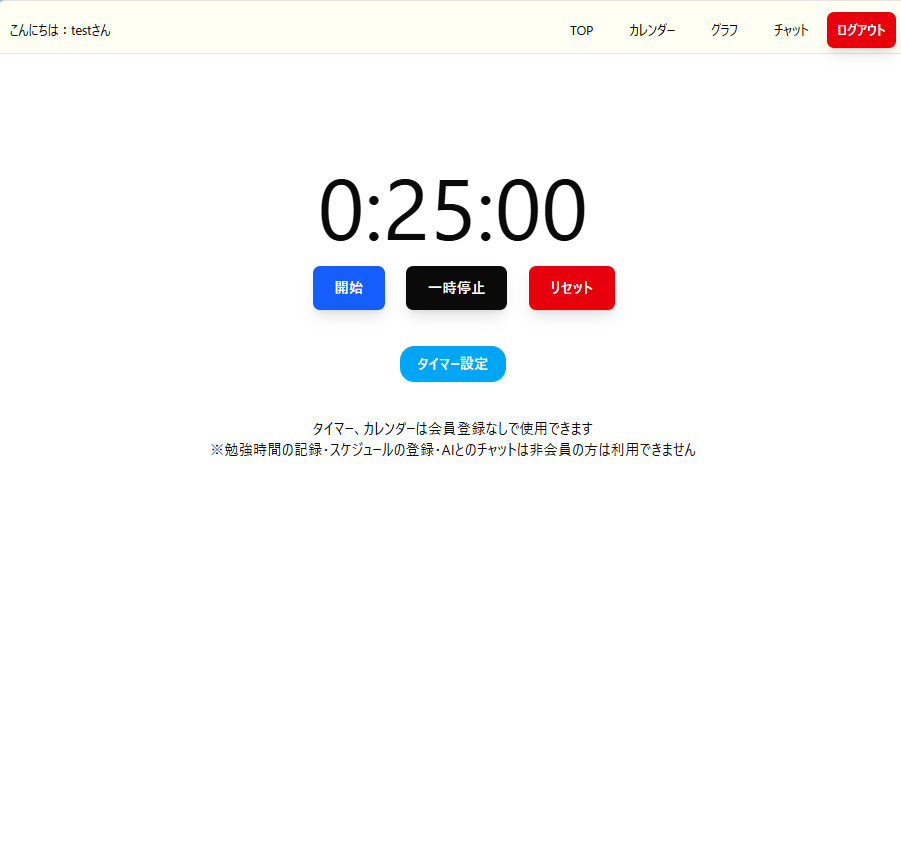 こんにちは：testさん
TOP カレンダー グラフ チャット ログアウト
0:25:00
開始 一時停止 リセット
タイマー設定
タイマー、カレンダーは会員登録なしで使用できます
※勉強時間の記録・スケジュールの登録・AIとのチャットは非会員の方は利用できません